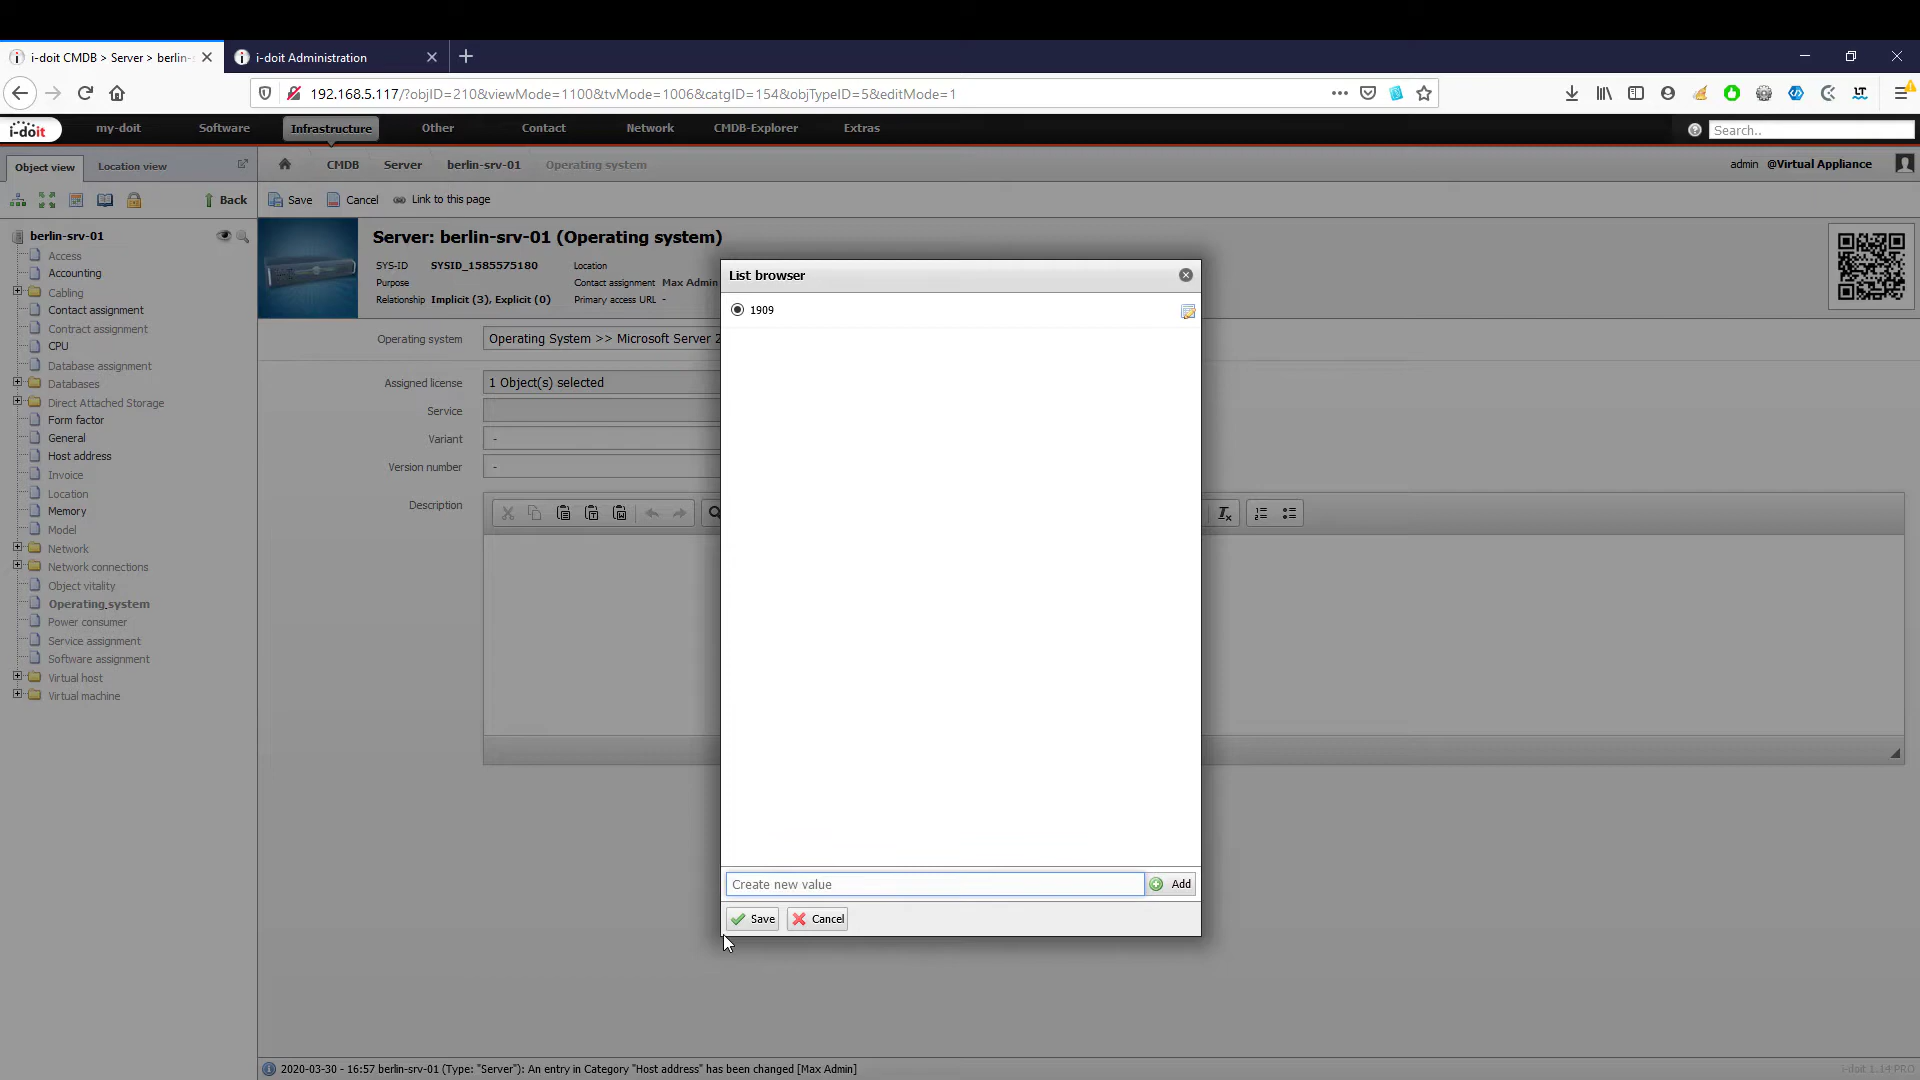 i-doit CMDB > Server > berlin-
i-doit Administration
192.168.5.117/?objID=210&viewMode=1100&tvMode=1006&catgID=154&objTypeID=5&editMode=1
i-doit my-doit Software Infrastructure Other Contact Network CMDB-Explorer Extras Search..
Object view Location view CMDB Server berlin-srv-01 Operating system admin @Virtual Appliance
Back Save Cancel Link to this page
berlin-srv-01
Access
Accounting
Cabling
Contact assignment
Contract assignment
CPU
Database assignment
Databases
Direct Attached Storage
Form factor
General
Host address
Invoice
Location
Memory
Model
Network
Network connections
Object vitality
Operating system
Power consumer
Service assignment
Software assignment
Virtual host
Virtual machine
Server: berlin-srv-01 (Operating system)
SYS-ID SYSID_1585575180 Location
Purpose Contact assignment Max Admin
Relationship Implicit (3), Explicit (0) Primary access URL -
Operating system Operating System >> Microsoft Server 2
Assigned license 1 Object(s) selected
Service
Variant -
Version number -
Description
List browser
1909
Create new value Add
Save Cancel
2020-03-30 - 16:57 berlin-srv-01 (Type: "Server"): An entry in Category "Host address" has been changed [Max Admin]
i-doit 1.14 PRO